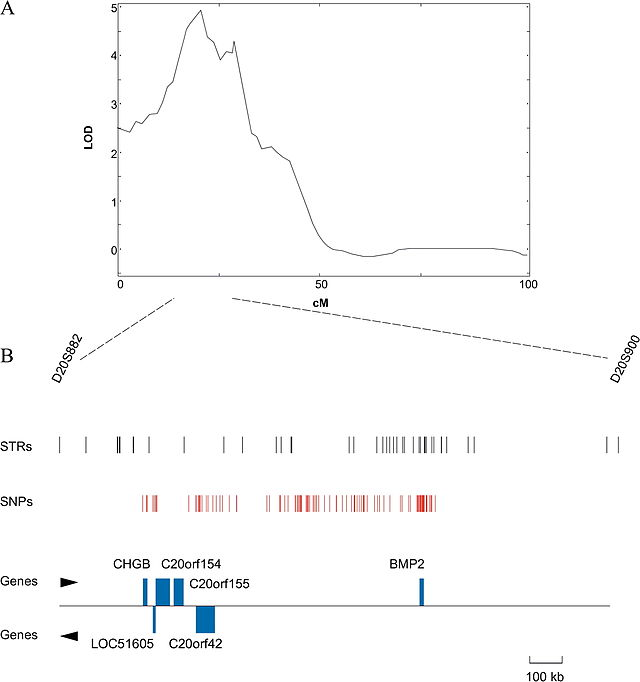 A
5
4
3
2
1
0
LOD
0 50 100
cM
D20S882 D20S900
B
STRs
SNPs
CHGB C20orf154 BMP2
Genes C20orf155
Genes LOC51605 C20orf42
100 kb